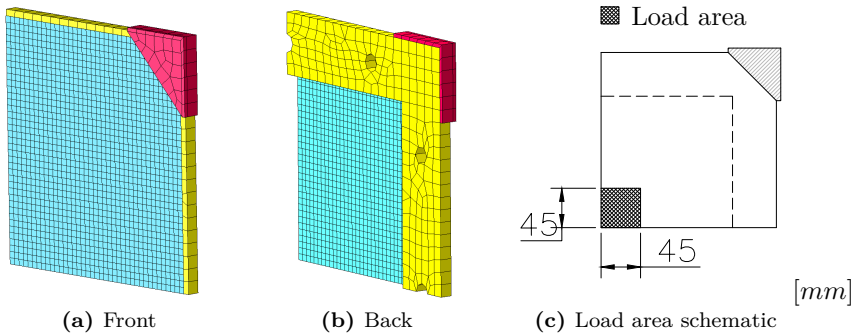 Load area
45
45
[mm]
(a) Front
(b) Back
(c) Load area schematic